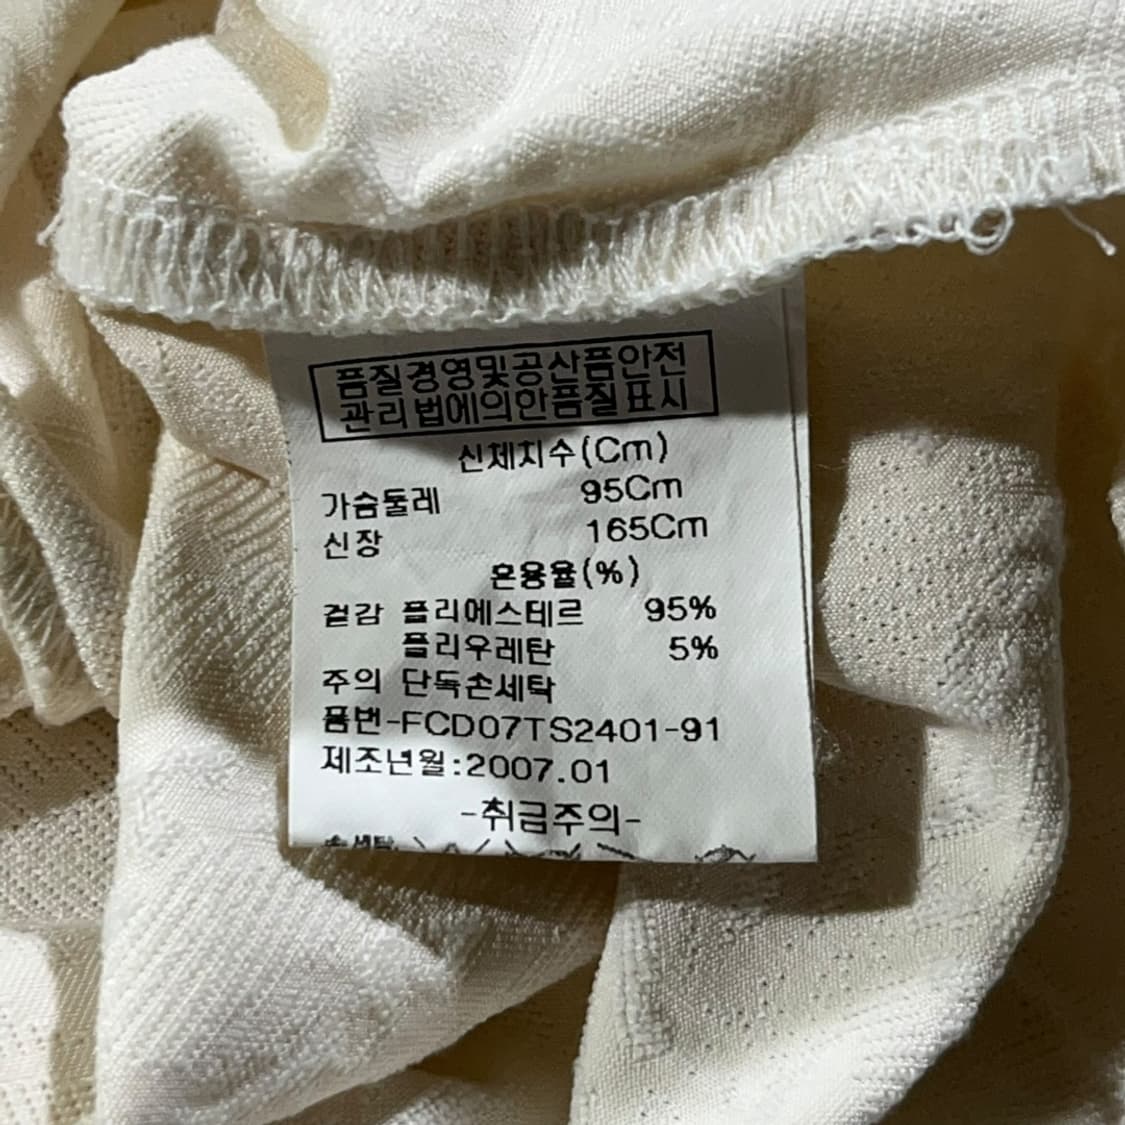 품질경영및공산품안전
관리법에의한품질표시
신체치수(Cm)
가슴둘레 95Cm
신장 165Cm
혼용율(%)
겉감 폴리에스테르 95%
폴리우레탄 5%
주의 단독손세탁
품번-FCD07TS2401-91
제조년월:2007.01
-취급주의-
손세탁